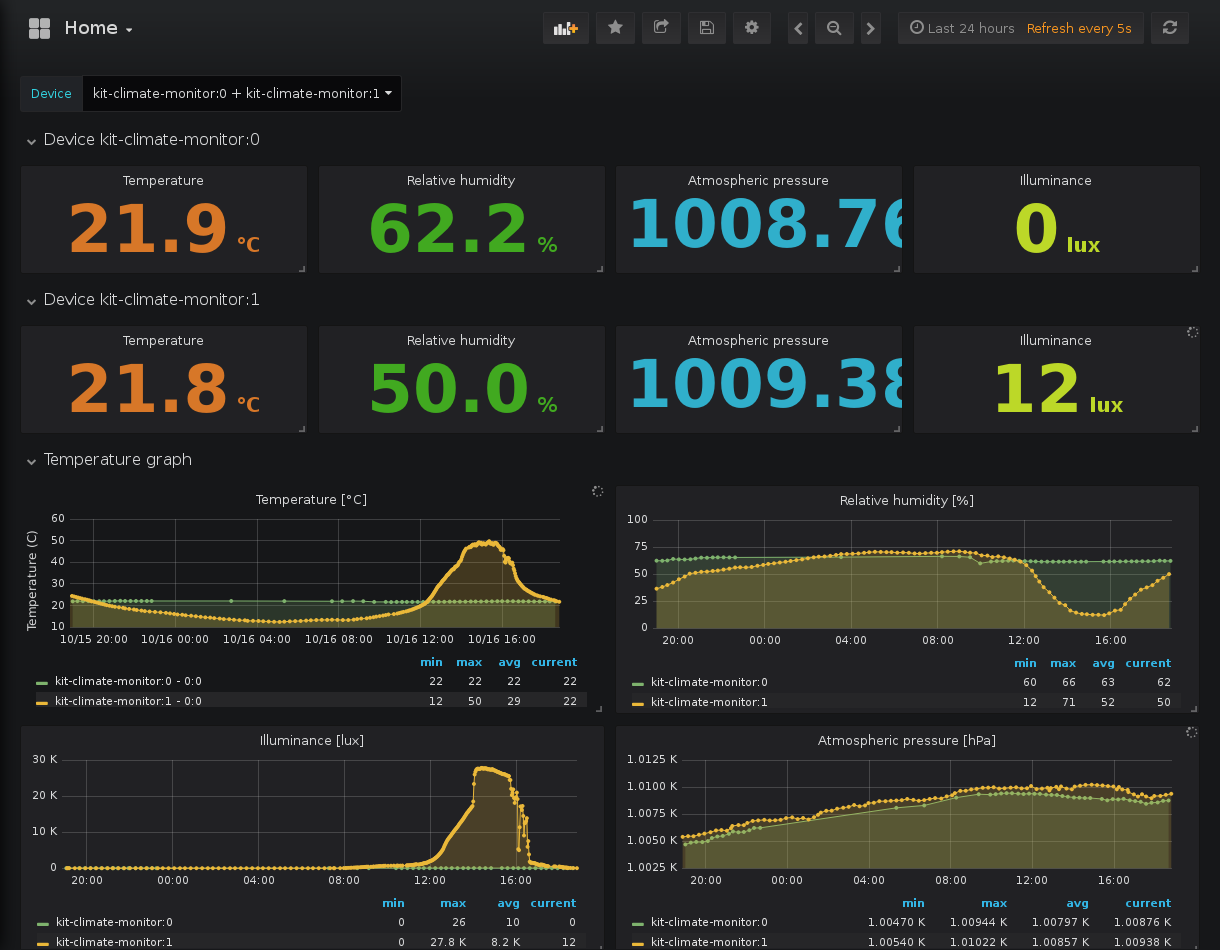 Home
Last 24 hours Refresh every 5s
Device kit-climate-monitor:0 + kit-climate-monitor:1
Device kit-climate-monitor:0
Temperature Relative humidity Atmospheric pressure Illuminance
21.9 °C 62.2 % 1008.76 0 lux
Device kit-climate-monitor:1
Temperature Relative humidity Atmospheric pressure Illuminance
21.8 °C 50.0 % 1009.38 12 lux
Temperature graph
Temperature [°C]
Temperature (C)
60
50
40
30
20
10
10/15 20:00 10/16 00:00 10/16 04:00 10/16 08:00 10/16 12:00 10/16 16:00
min max avg current
kit-climate-monitor:0 - 0:0 22 22 22 22
kit-climate-monitor:1 - 0:0 12 50 29 22
Relative humidity [%]
100
75
50
25
0
20:00 00:00 04:00 08:00 12:00 16:00
min max avg current
kit-climate-monitor:0 60 66 63 62
kit-climate-monitor:1 12 71 52 50
Illuminance [lux]
30 K
20 K
10 K
0
20:00 00:00 04:00 08:00 12:00 16:00
min max avg current
kit-climate-monitor:0 0 26 10 0
kit-climate-monitor:1 0 27.8 K 8.2 K 12
Atmospheric pressure [hPa]
1.0125 K
1.0100 K
1.0075 K
1.0050 K
1.0025 K
20:00 00:00 04:00 08:00 12:00 16:00
min max avg current
kit-climate-monitor:0 1.00470 K 1.00944 K 1.00797 K 1.00876 K
kit-climate-monitor:1 1.00540 K 1.01022 K 1.00857 K 1.00938 K